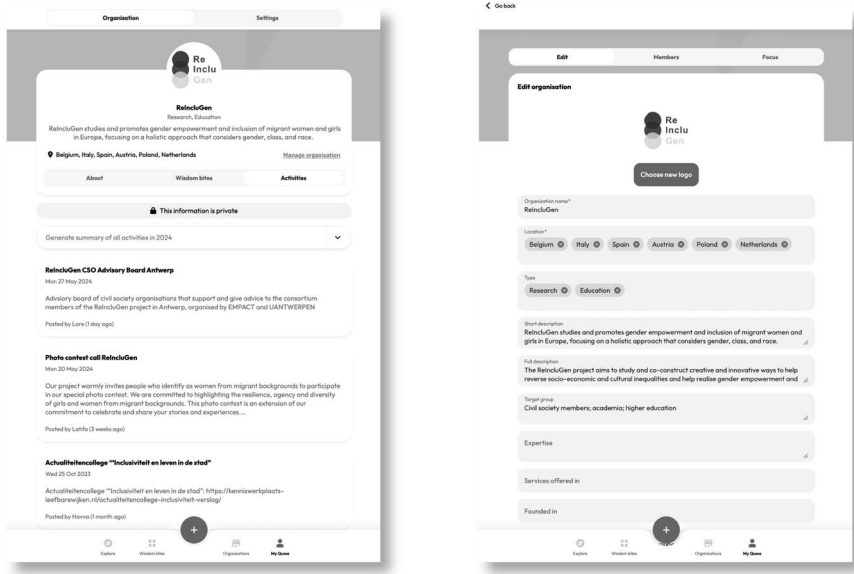 Organisation
Settings
Re
Inclu
Gen
ReIncluGen
Research, Education
ReIncluGen studies and promotes gender empowerment and inclusion of migrant women and girls
in Europe, focusing on a holistic approach that considers gender, class, and race.
Belgium, Italy, Spain, Austria, Poland, Netherlands
Manage organisation
About
Wisdom bites
Activities
This information is private
Generate summary of all activities in 2024
ReIncluGen CSO Advisory Board Antwerp
Mon 27 May 2024
Advsiory board of civil society organisations that support and give advice to the consortium
members of the ReIncluGen project in Antwerp, organised by EMPACT and UANTWERPEN
Posted by Lore (1 day ago)
Photo contest call ReIncluGen
Mon 20 May 2024
Our project warmly invites people who identify as women from migrant backgrounds to participate
in our special photo contest. We are committed to highlighting the resilience, agency and diversity
of girls and women from migrant backgrounds. This photo contest is an extension of our
commitment to celebrate and share your stories and experiences....
Posted by Latifa (3 weeks ago)
Actualiteitencollege '"Inclusiviteit en leven in de stad"
Wed 25 Oct 2023
Actualiteitencollege '"Inclusiviteit en leven in de stad": https://kenniswerkplaats-
leefbarewijken.nl/actualiteitencollege-inclusiviteit-verslag/
Posted by Havva (1 month ago)
+
Explore
Wisdom bites
Organisations
My Quwa
Go back
Edit
Members
Focus
Edit organisation
Re
Inclu
Gen
Choose new logo
Organisation name*
ReIncluGen
Location*
Belgium
Italy
Spain
Austria
Poland
Netherlands
Type
Research
Education
Short description
ReIncluGen studies and promotes gender empowerment and inclusion of migrant women and
girls in Europe, focusing on a holistic approach that considers gender, class, and race.
Full description
The ReIncluGen project aims to study and co-construct creative and innovative ways to help
reverse socio-economic and cultural inequalities and help realise gender empowerment and
Target group
Civil society members; academia; higher education
Expertise
Services offered in
Founded in
+
Explore
Wisdom bites
Organisations
My Quwa